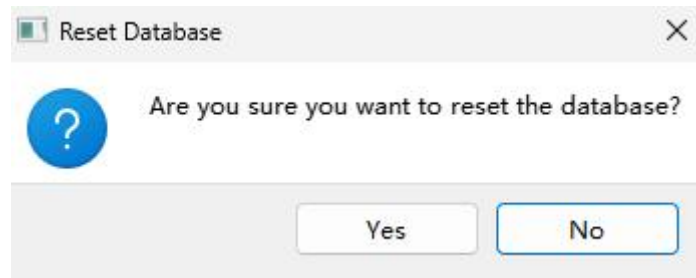 Reset Database
Are you sure you want to reset the database?
Yes
No